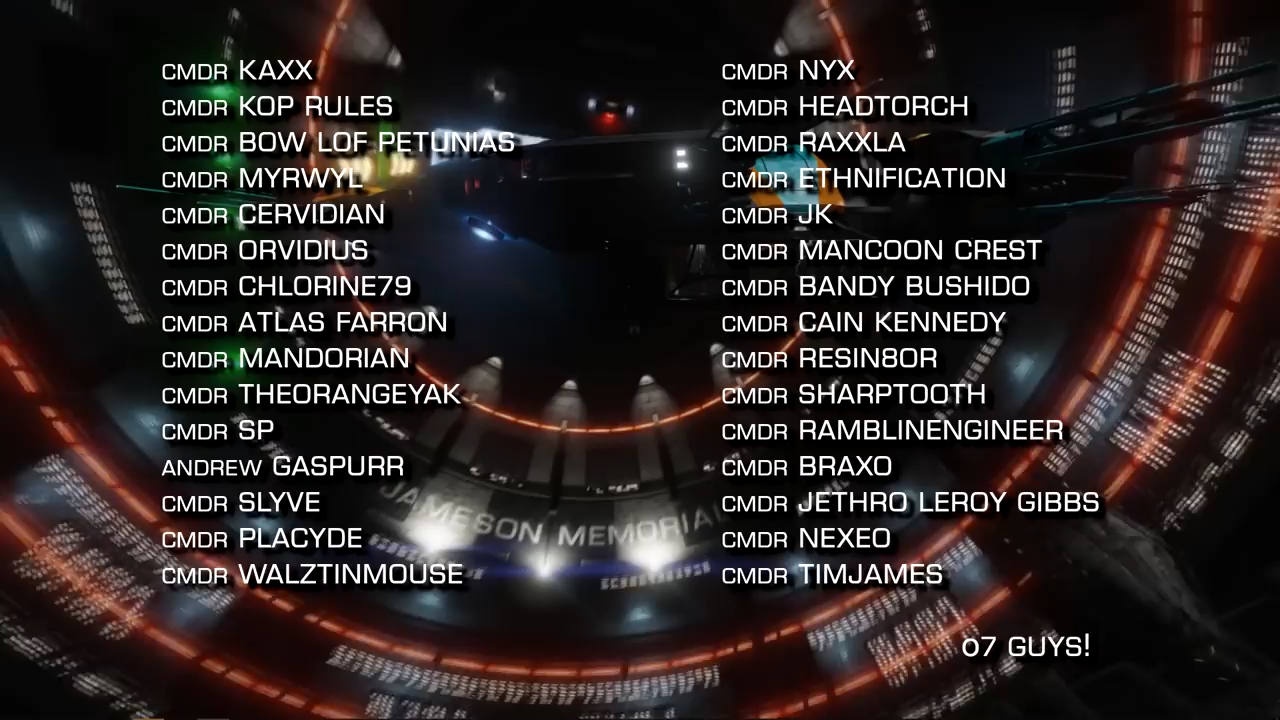 CMDR KAXX
CMDR KOP RULES
CMDR BOW LOF PETUNIAS
CMDR MYRWYL
CMDR CERVIDIAN
CMDR ORVIDIUS
CMDR CHLORINE79
CMDR ATLAS FARRON
CMDR MANDORIAN
CMDR THEORANGEYAK
CMDR SP
ANDREW GASPURR
CMDR SLYVE
CMDR PLACYDE
CMDR WALZTINMOUSE
CMDR NYX
CMDR HEADTORCH
CMDR RAXXLA
CMDR ETHNIFICATION
CMDR JK
CMDR MANCOON CREST
CMDR BANDY BUSHIDO
CMDR CAIN KENNEDY
CMDR RESIN8OR
CMDR SHARPTOOTH
CMDR RAMBLINENGINEER
CMDR BRAXO
CMDR JETHRO LEROY GIBBS
CMDR NEXEO
CMDR TIMJAMES
JAMESON MEMORIAL
o7 GUYS!